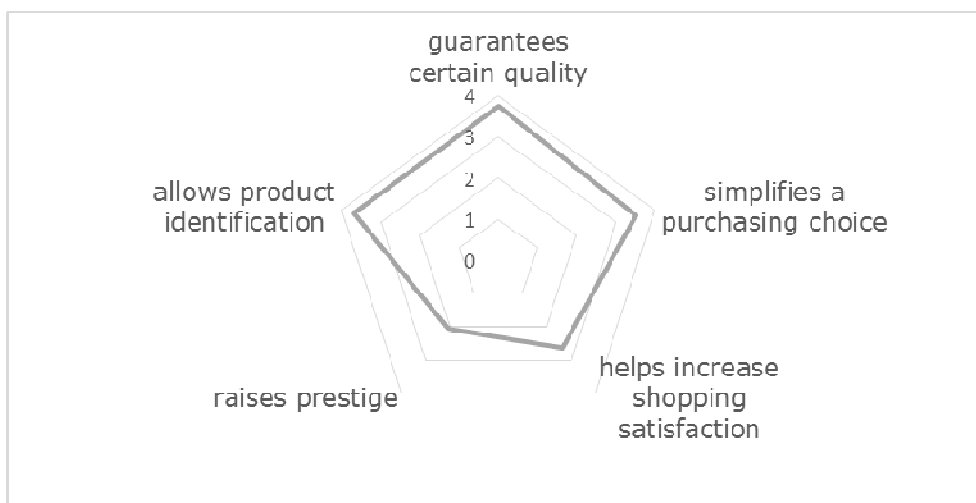 guarantees
certain quality
4
3
2
1
0
allows product
identification
simplifies a
purchasing choice
raises prestige
helps increase
shopping
satisfaction